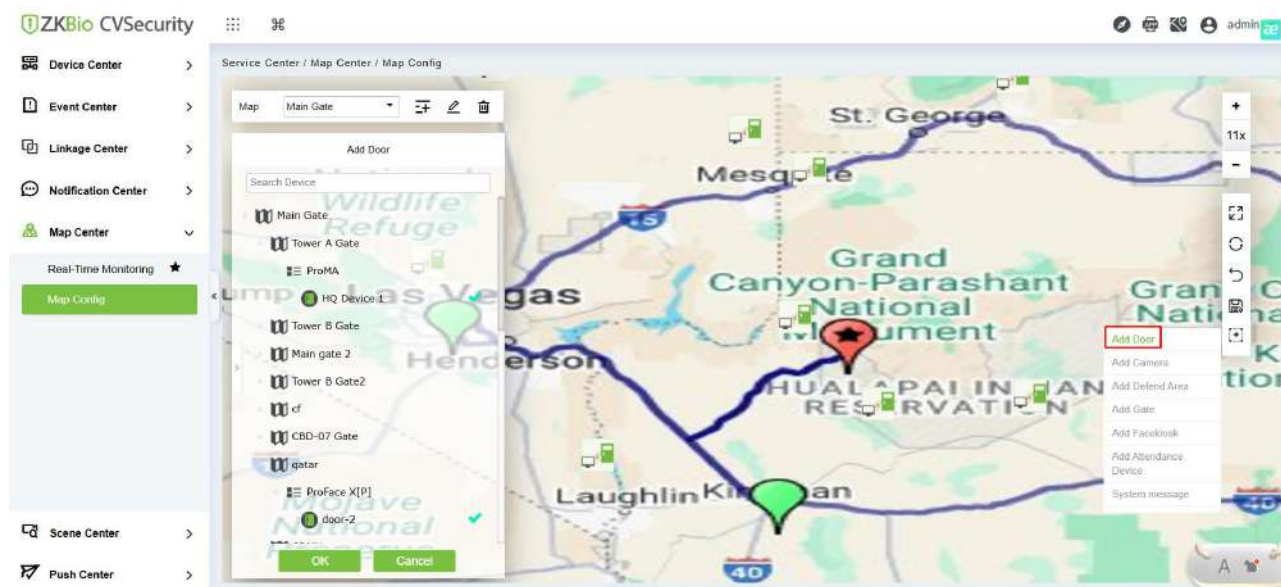 ZKBio CVSecurity
admin
Device Center
Event Center
Linkage Center
Notification Center
Map Center
Real-Time Monitoring
Map Config
Scene Center
Push Center
Service Center / Map Center / Map Config
Map
Main Gate
Add Door
Search Device
Main Gate
Tower A Gate
ProMA
HQ Device 1
Tower B Gate
Main gate 2
Tower B Gate2
cf
CBD-07 Gate
qatar
ProFace X[P]
door-2
OK
Cancel
St. George
Mesquite
Wildlife
Refuge
15
Las Vegas
Henderson
Grand
Canyon-Parashant
National
Monument
Laughlin
Mojave
National
40
40
+
11x
-
Add Door
Add Camera
Add Defend Area
Add Gate
Add Facekiosk
Add Attendance
Device
System message
A